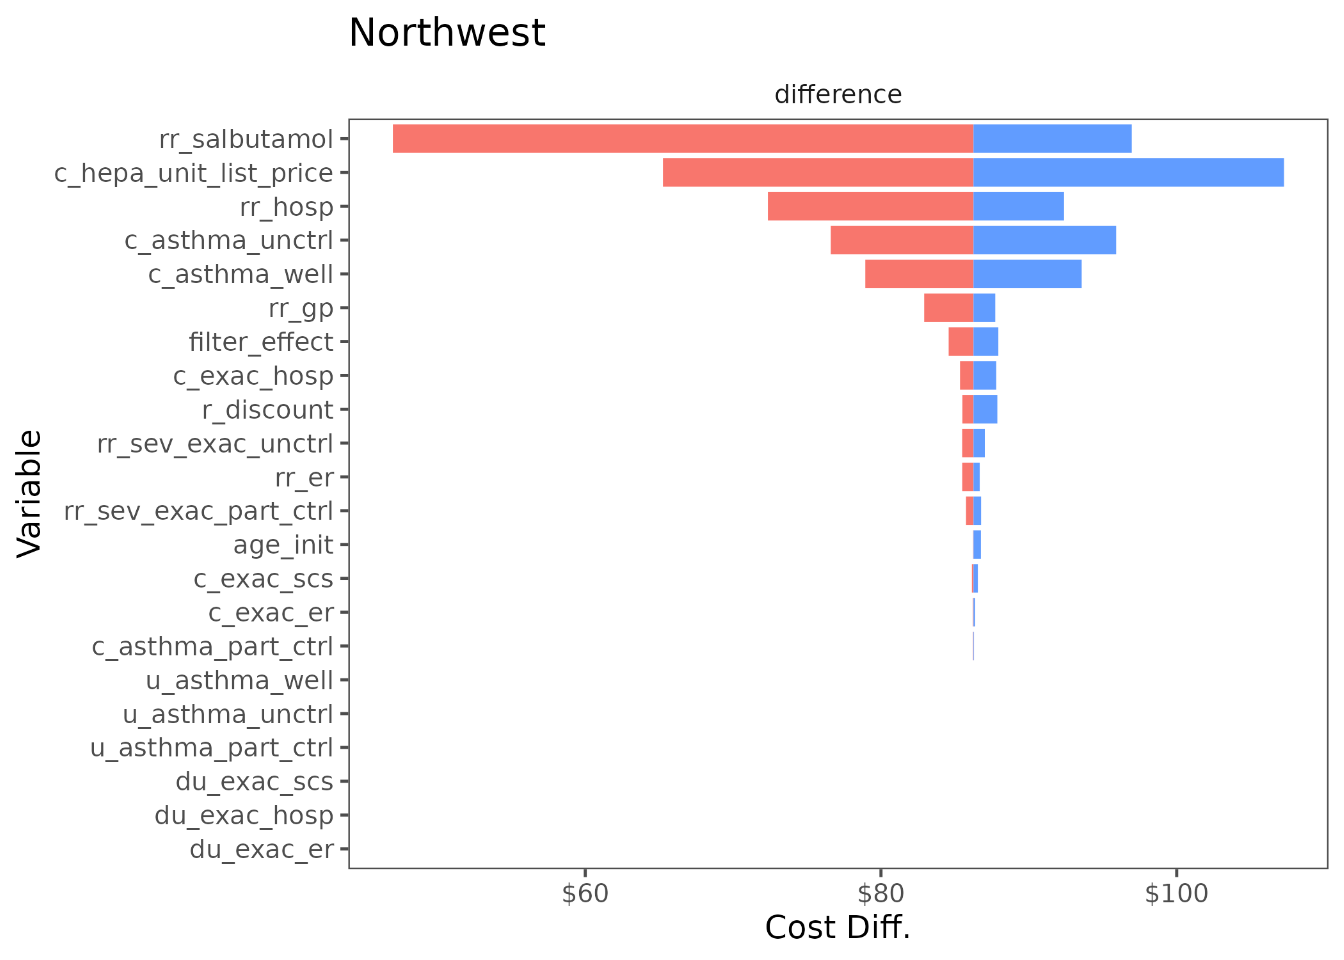 Northwest
difference
rr_salbutamol
c_hepa_unit_list_price
rr_hosp
c_asthma_unctrl
c_asthma_well
rr_gp
filter_effect
c_exac_hosp
r_discount
rr_sev_exac_unctrl
rr_er
rr_sev_exac_part_ctrl
age_init
c_exac_scs
c_exac_er
c_asthma_part_ctrl
u_asthma_well
u_asthma_unctrl
u_asthma_part_ctrl
du_exac_scs
du_exac_hosp
du_exac_er
Variable
$60 $80 $100
Cost Diff.